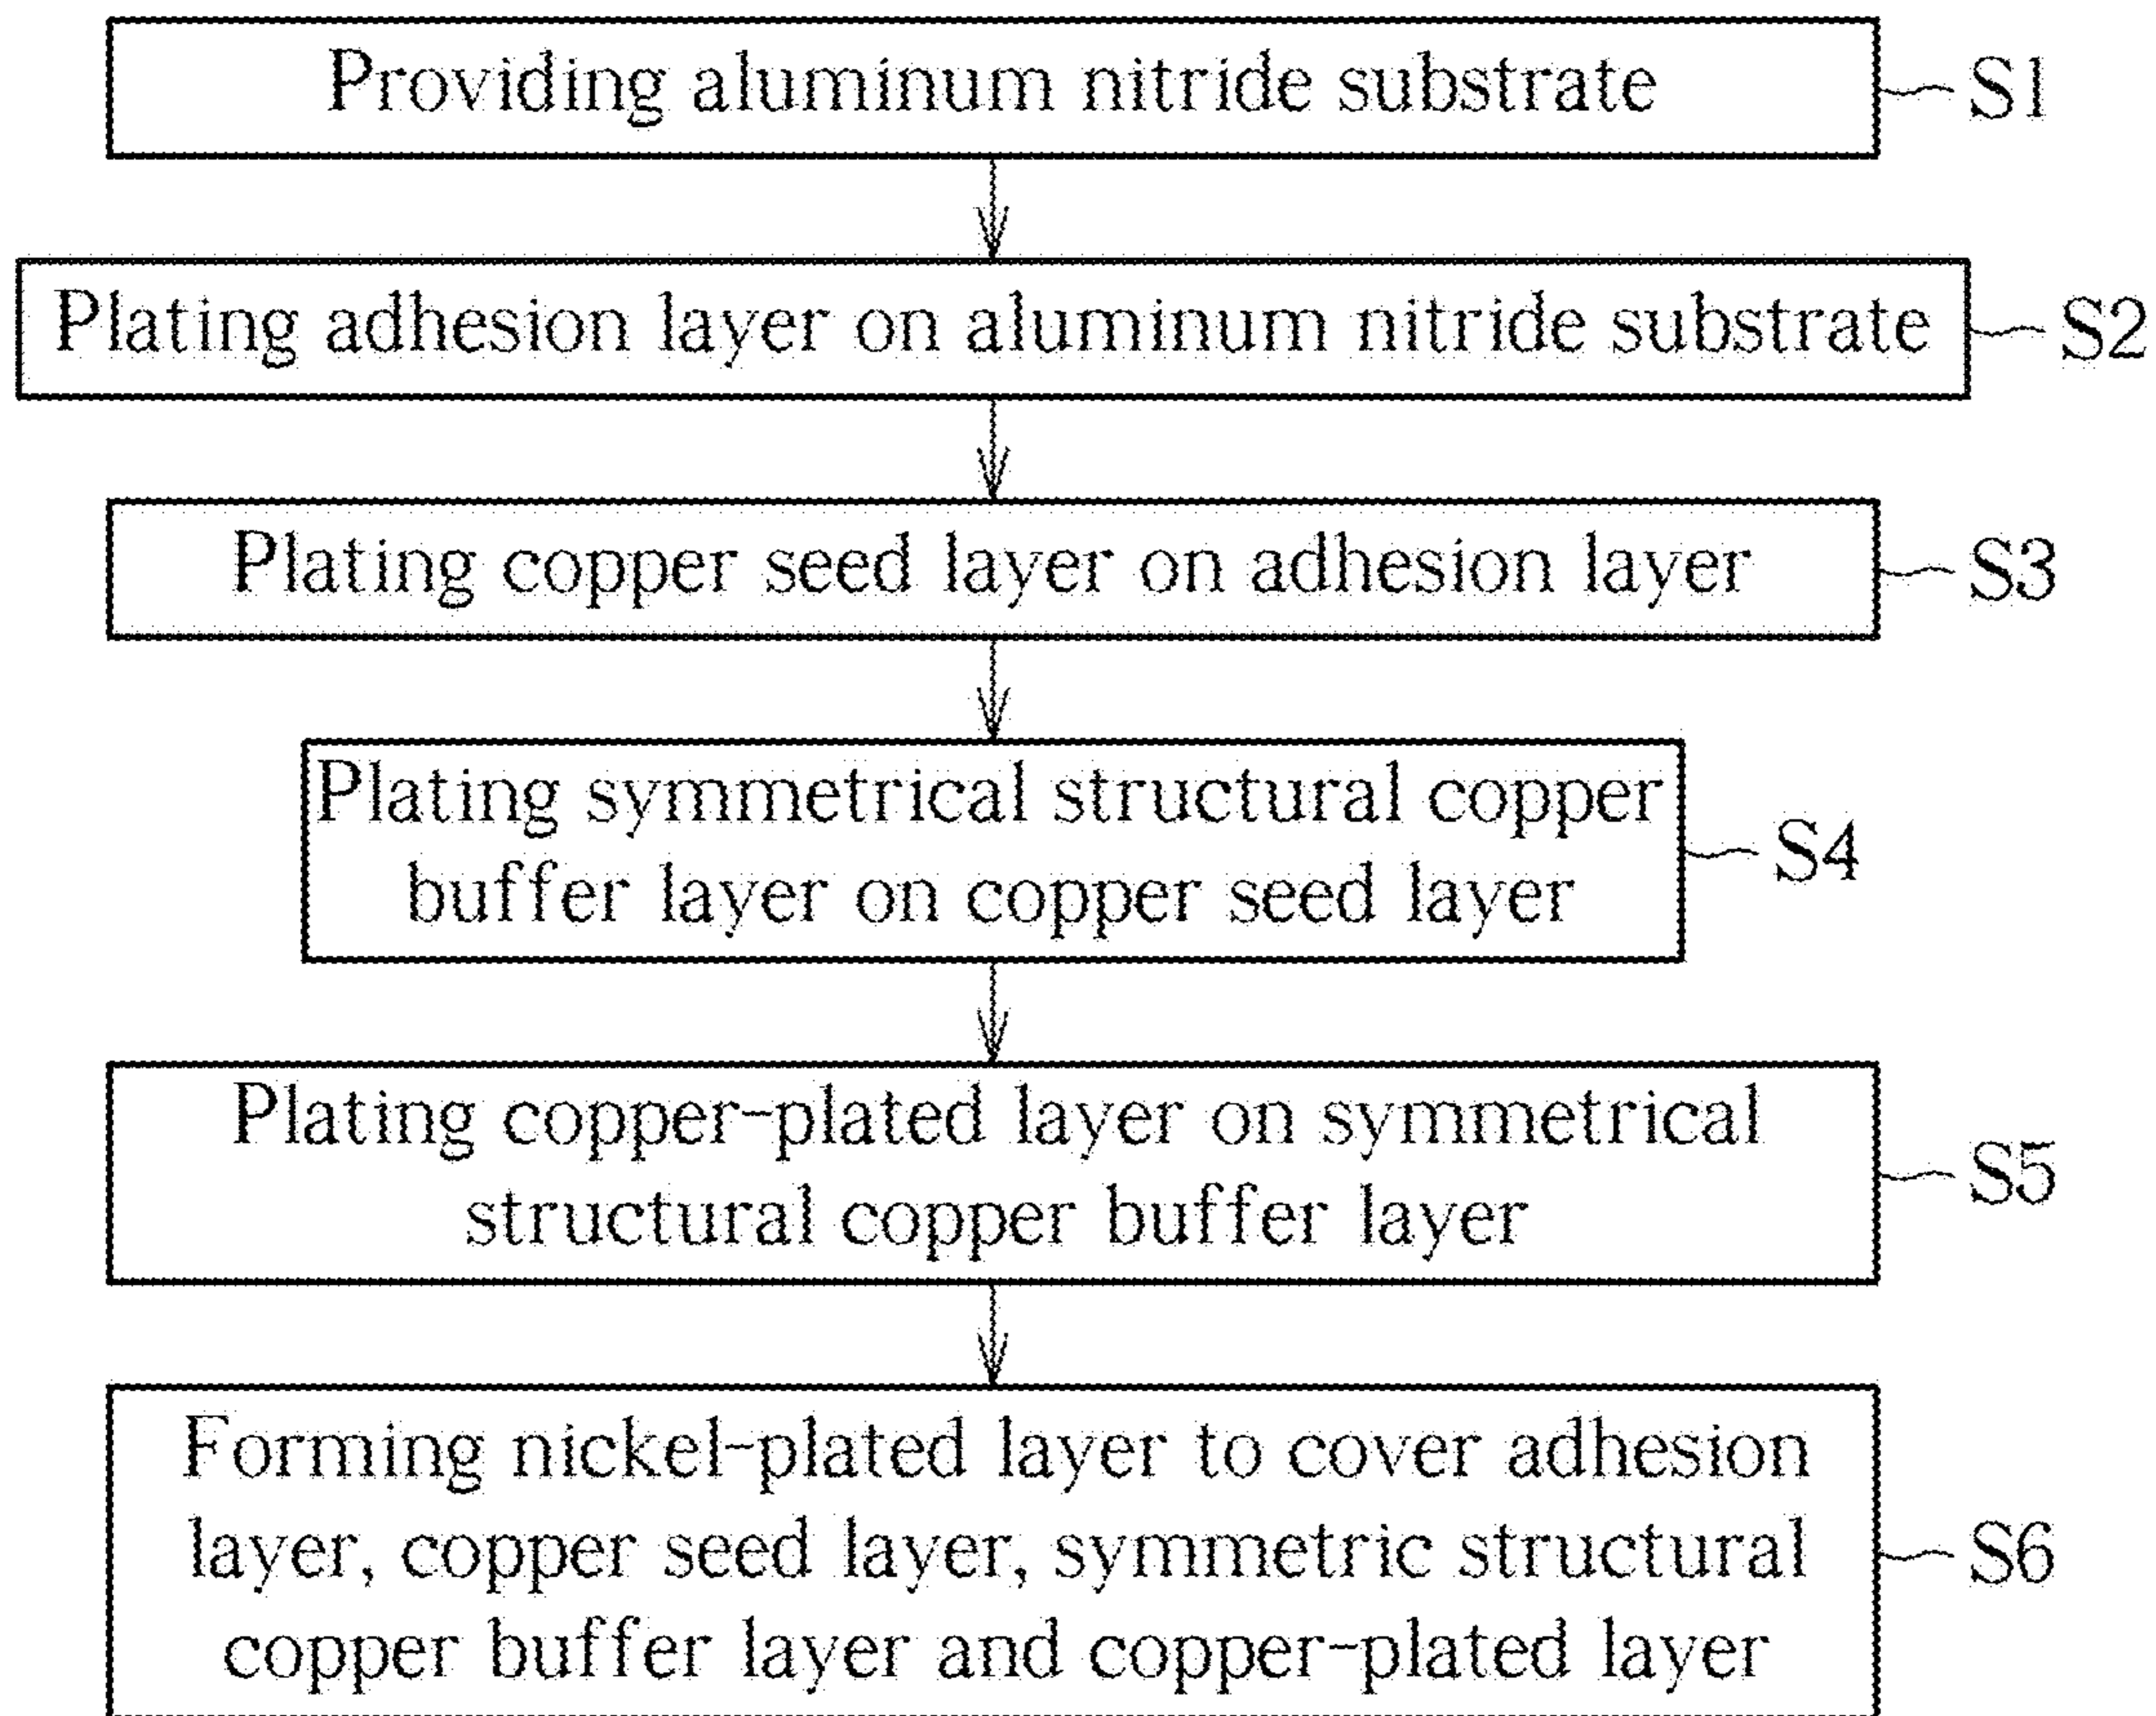 Providing aluminum nitride substrate
S1
Plating adhesion layer on aluminum nitride substrate
S2
Plating copper seed layer on adhesion layer
S3
Plating symmetrical structural copper
buffer layer on copper seed layer
S4
Plating copper-plated layer on symmetrical
structural copper buffer layer
S5
Forming nickel-plated layer to cover adhesion
layer, copper seed layer, symmetric structural
copper buffer layer and copper-plated layer
S6